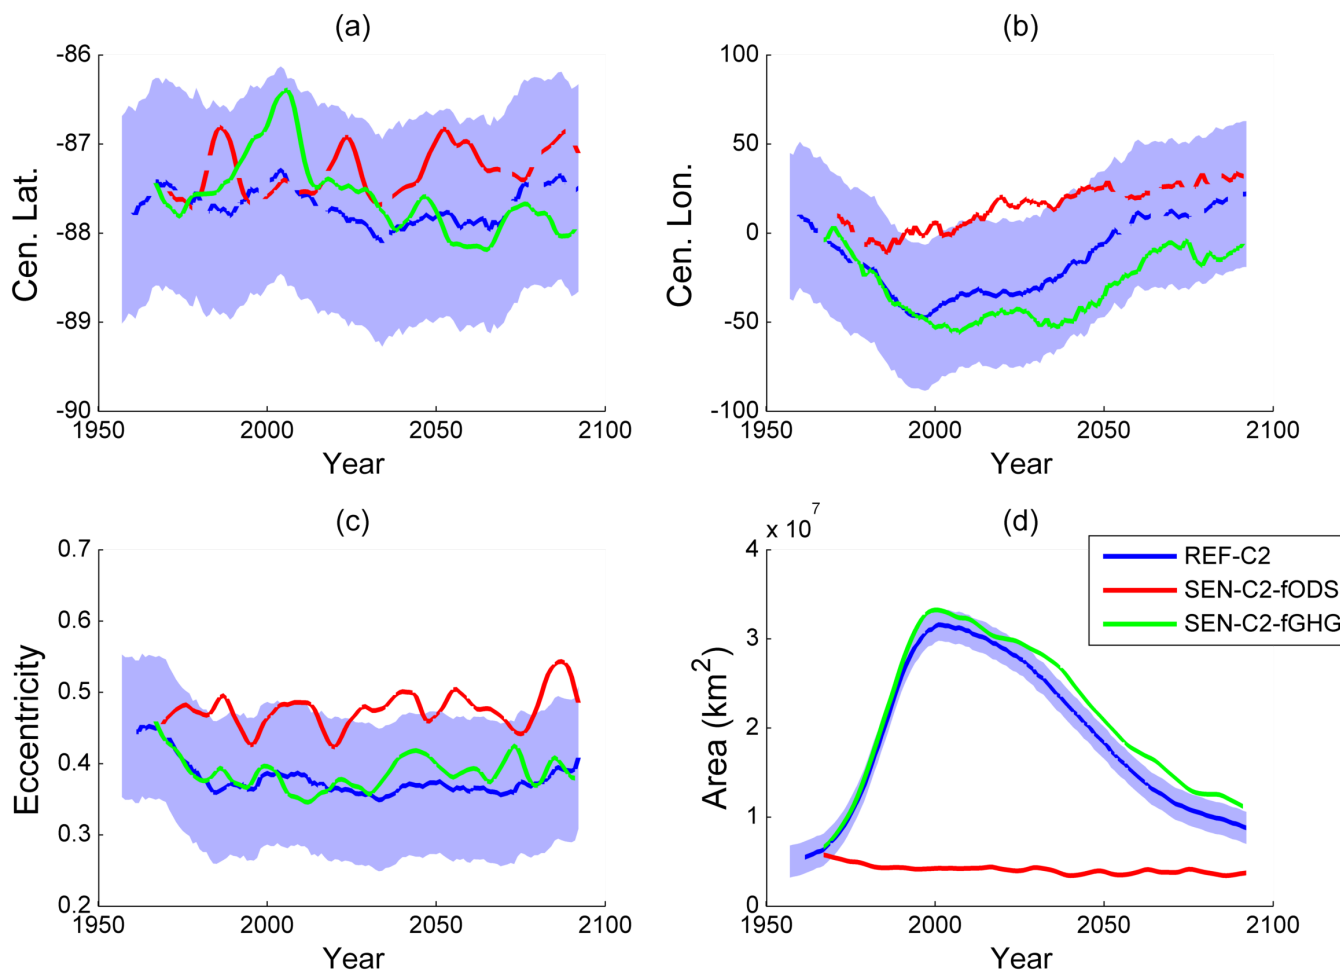 (a)
-86
-87
-88
-89
-90
Cen. Lat.
1950
2000
2050
2100
Year
(b)
100
50
0
-50
-100
Cen. Lon.
1950
2000
2050
2100
Year
(c)
0.7
0.6
0.5
0.4
0.3
0.2
Eccentricity
1950
2000
2050
2100
Year
(d)
x 10^7
4
3
2
1
0
Area (km^2)
1950
2000
2050
2100
Year
REF-C2
SEN-C2-fODS
SEN-C2-fGHG